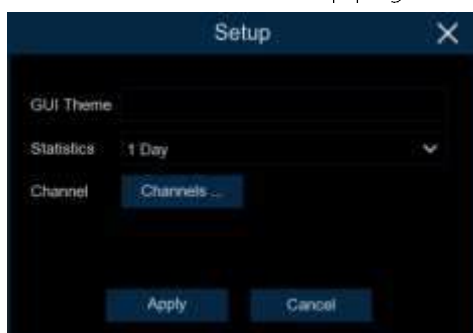 Setup
GUI Theme
Statistics 1 Day
Channel Channels ...
Apply Cancel